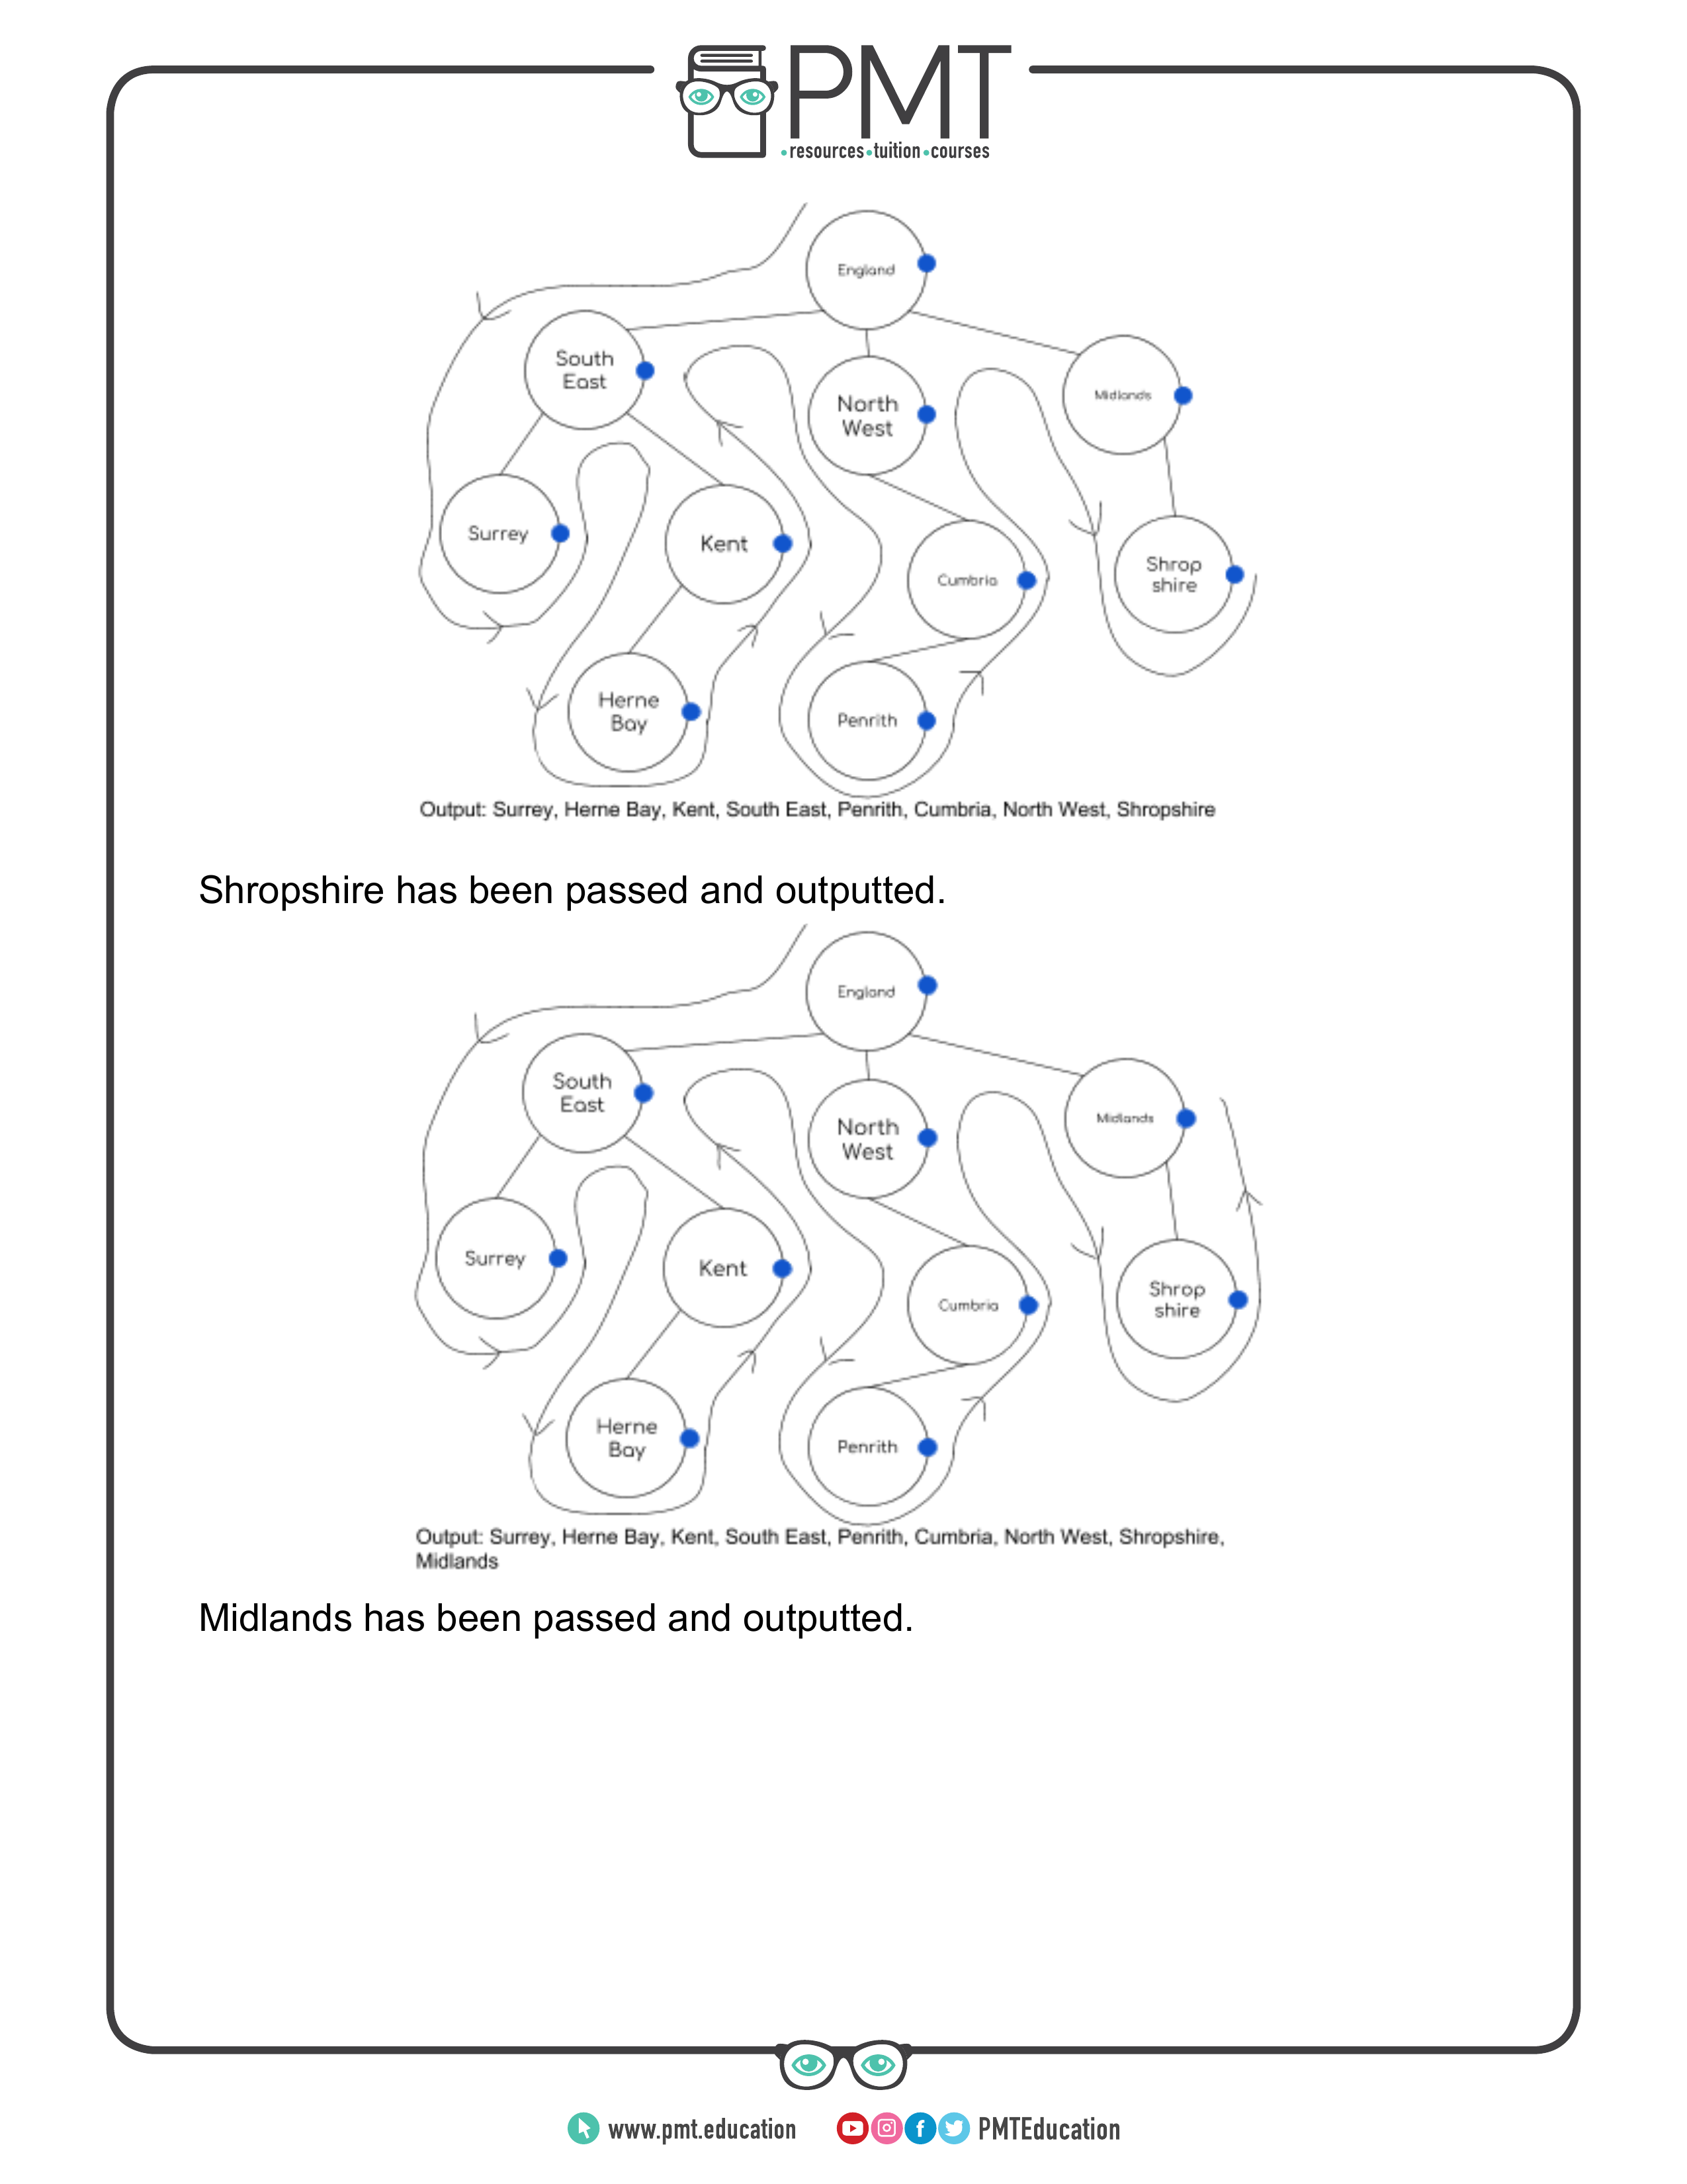 PMT
•resources•tuition•courses
England
South
East
North
West
Midlands
Surrey
Kent
Cumbria
Shrop
shire
Herne
Bay
Penrith
Output: Surrey, Herne Bay, Kent, South East, Penrith, Cumbria, North West, Shropshire
Shropshire has been passed and outputted.
England
South
East
North
West
Midlands
Surrey
Kent
Cumbria
Shrop
shire
Herne
Bay
Penrith
Output: Surrey, Herne Bay, Kent, South East, Penrith, Cumbria, North West, Shropshire,
Midlands
Midlands has been passed and outputted.
www.pmt.education
PMTEducation